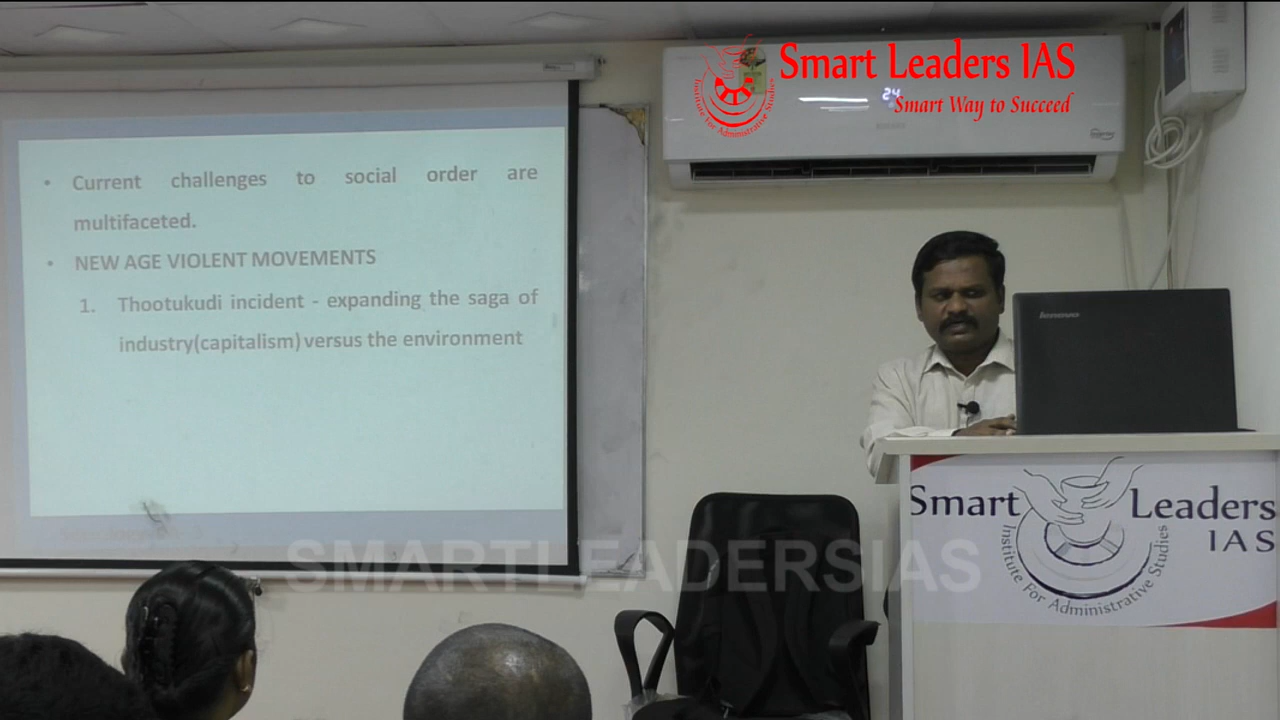 Smart Leaders IAS
Smart Way to Succeed
Institute For Administrative Studies
24
• Current challenges to social order are
multifaceted.
• NEW AGE VIOLENT MOVEMENTS
1. Thootukudi incident - expanding the saga of
industry(capitalism) versus the environment
lenovo
Smart Leaders
IAS
Institute For Administrative Studies
SMARTLEADERSIAS